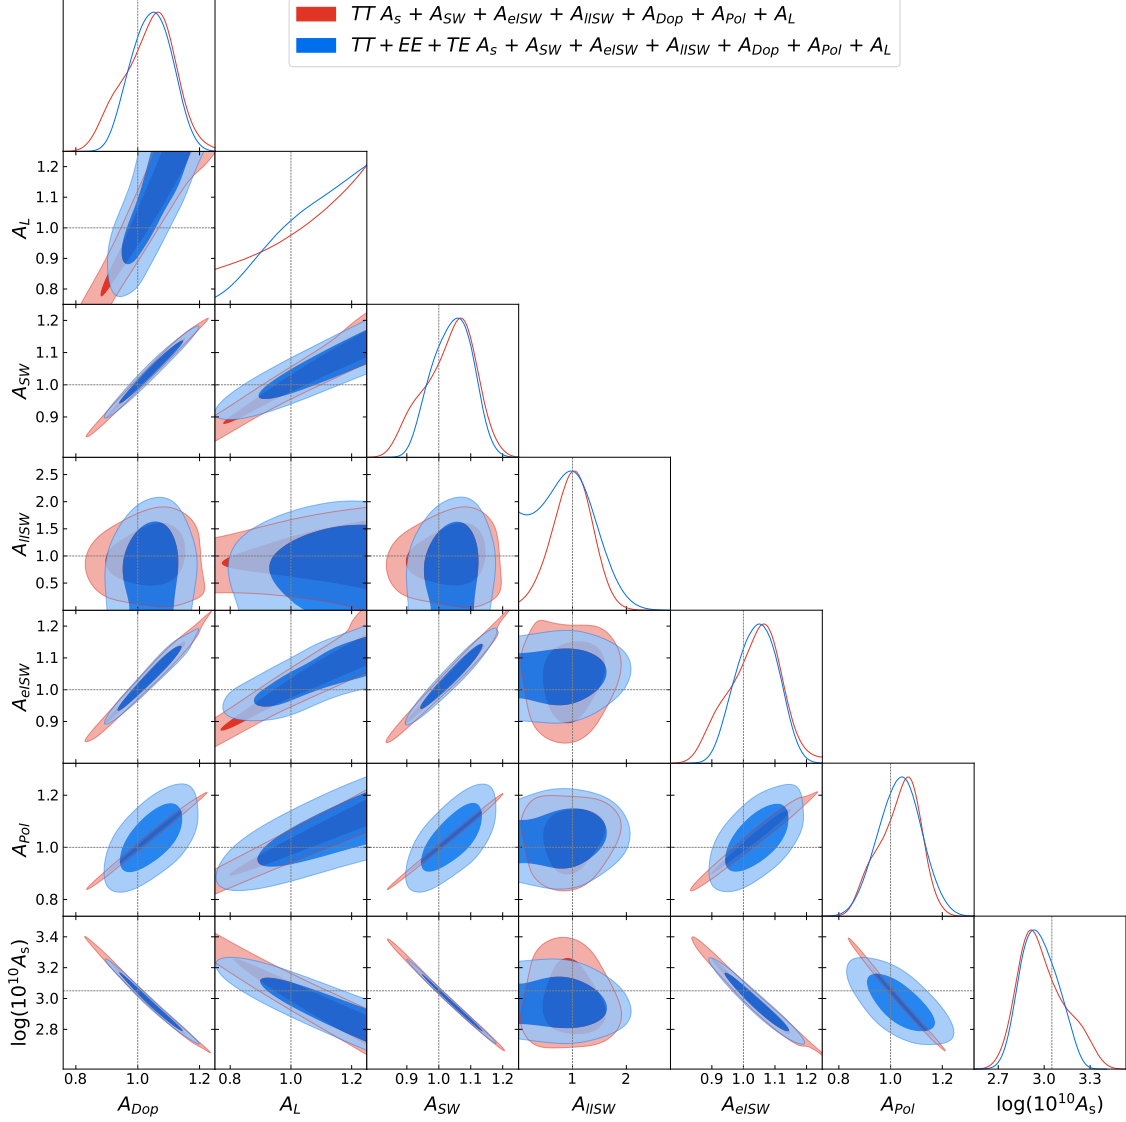 TT A_s + A_SW + A_eISW + A_lISW + A_Dop + A_Pol + A_L
TT + EE + TE A_s + A_SW + A_eISW + A_lISW + A_Dop + A_Pol + A_L
1.2
1.1
1.0
0.9
0.8
A_L
1.2
1.1
1.0
0.9
A_SW
2.5
2.0
1.5
1.0
0.5
A_lISW
1.2
1.1
1.0
0.9
A_eISW
1.2
1.0
0.8
A_Pol
3.4
3.2
3.0
2.8
log(10^10 A_s)
0.8 1.0 1.2 0.8 1.0 1.2 0.9 1.0 1.1 1.2 1 2 0.9 1.0 1.1 1.2 0.8 1.0 1.2 2.7 3.0 3.3
A_Dop A_L A_SW A_lISW A_eISW A_Pol log(10^10 A_s)